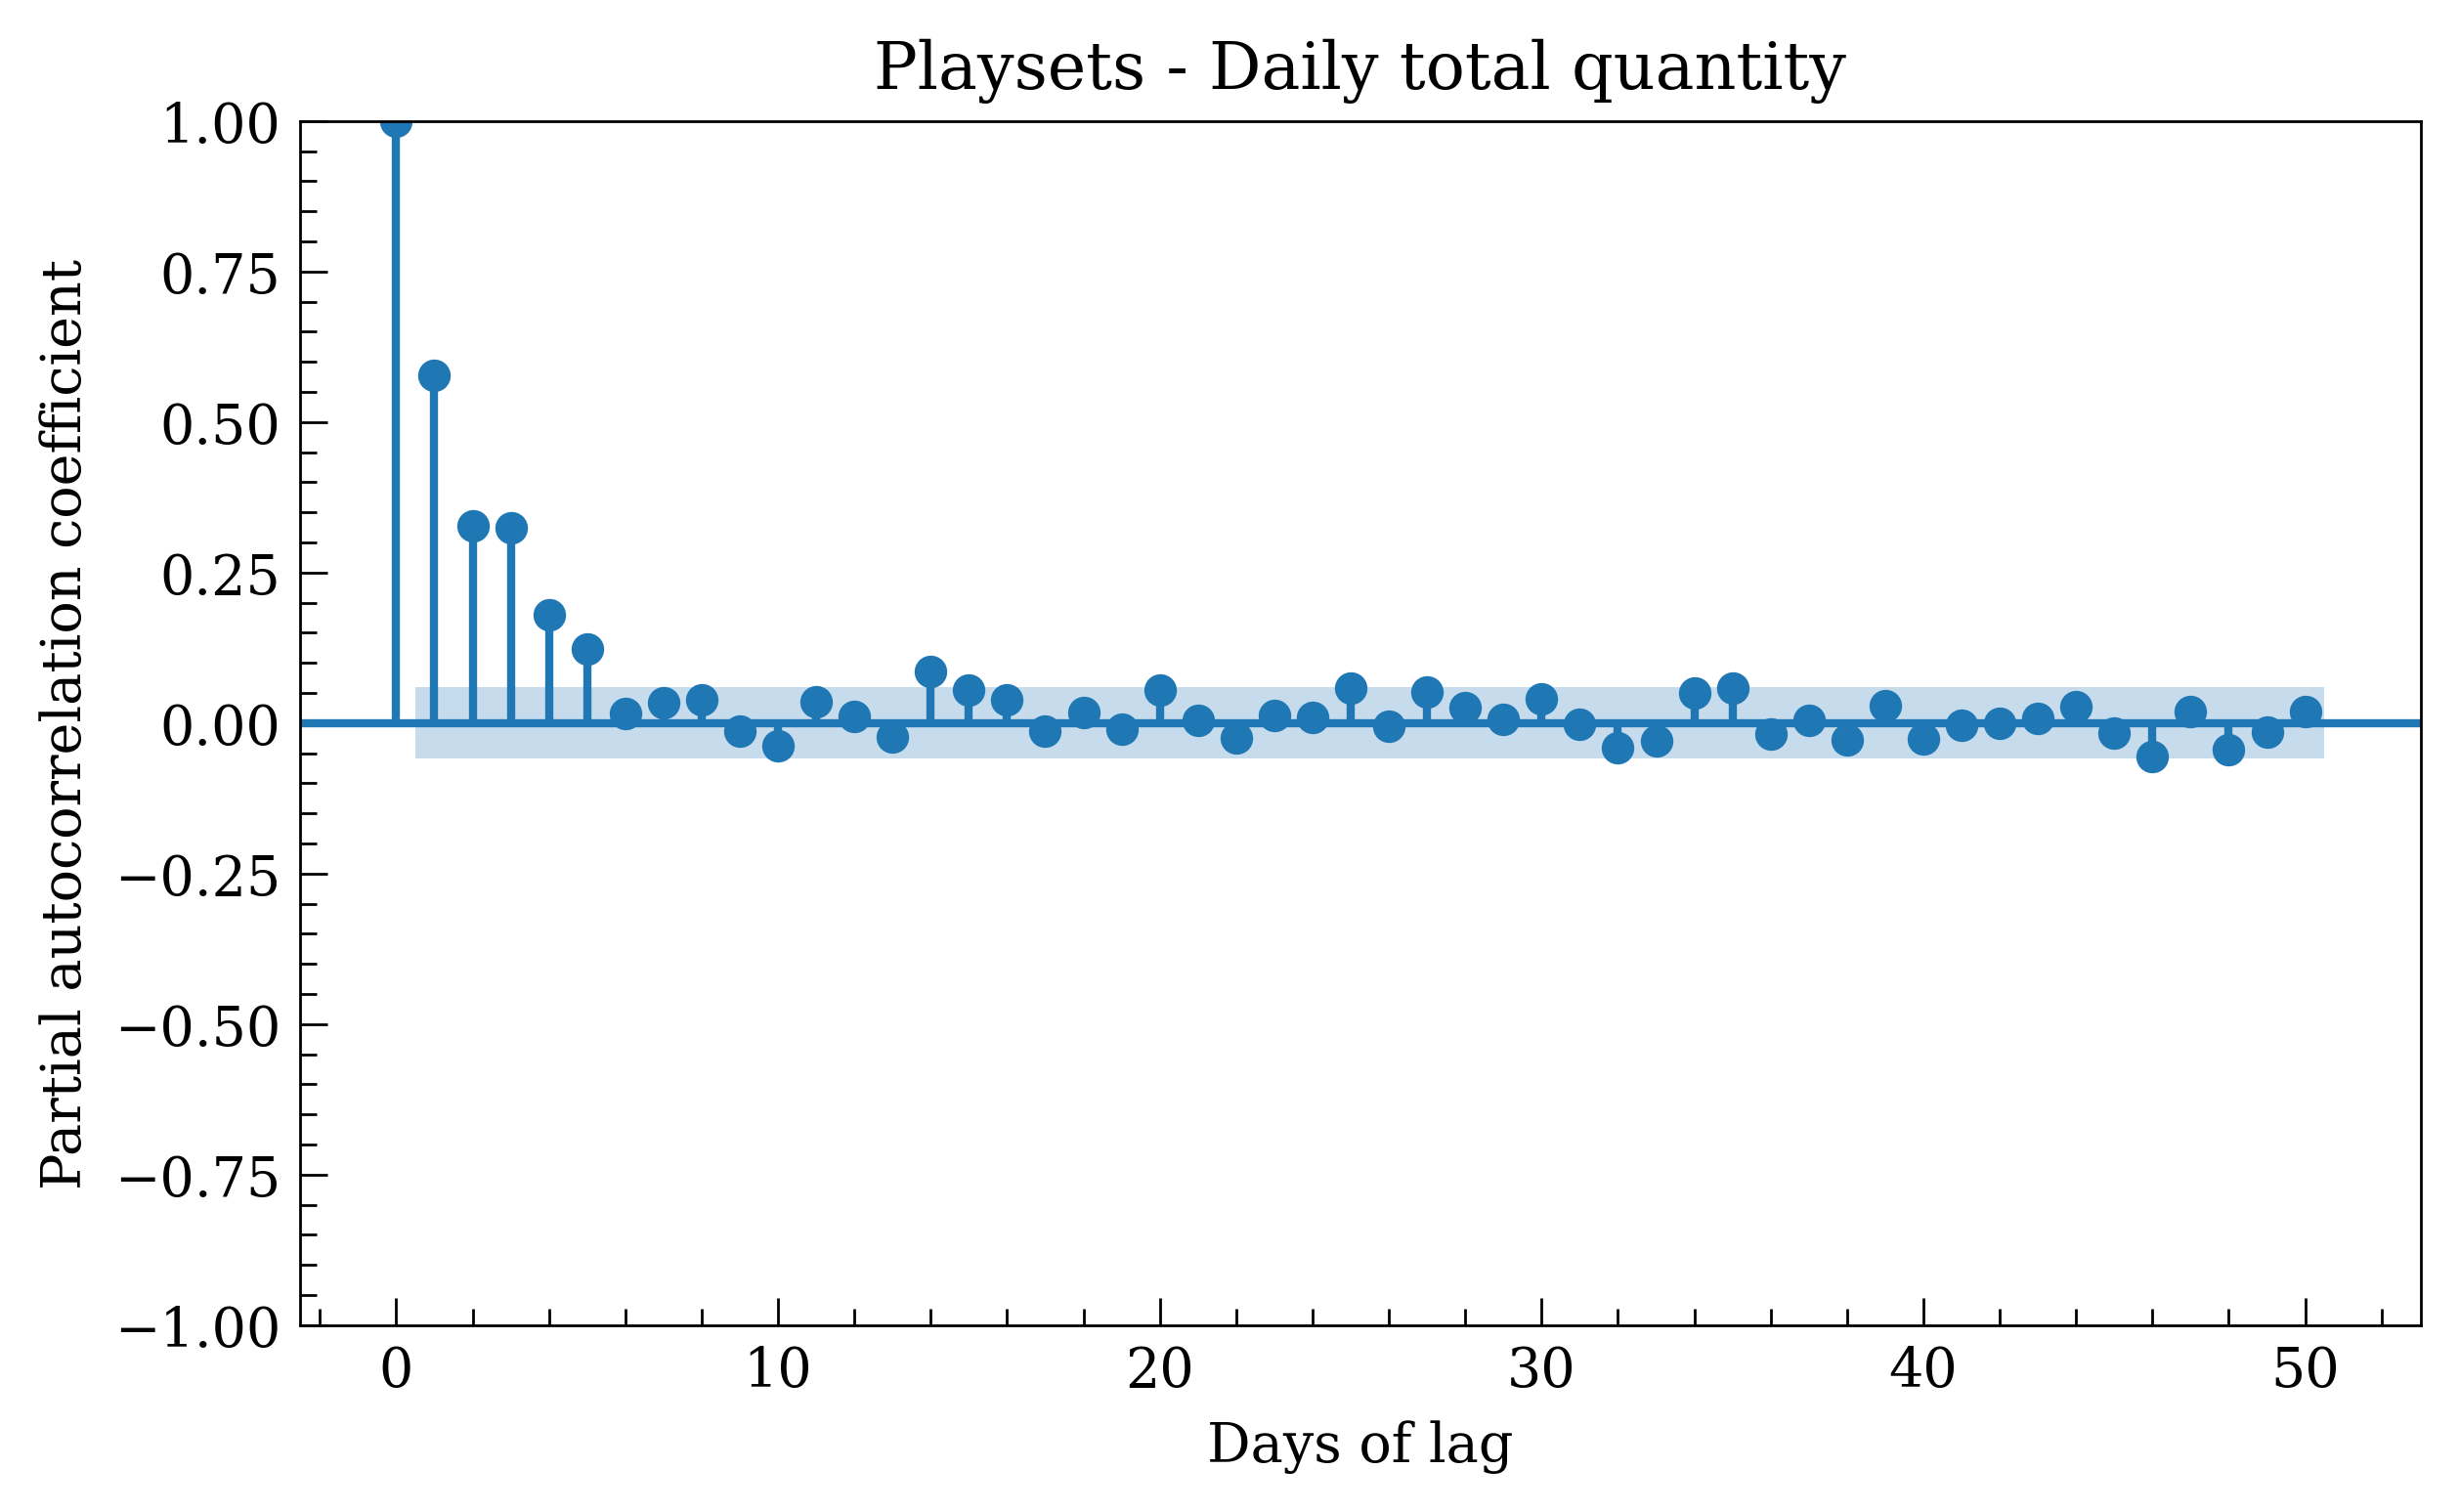 Playsets - Daily total quantity
Partial autocorrelation coefficient
1.00
0.75
0.50
0.25
0.00
−0.25
−0.50
−0.75
−1.00
0 10 20 30 40 50
Days of lag